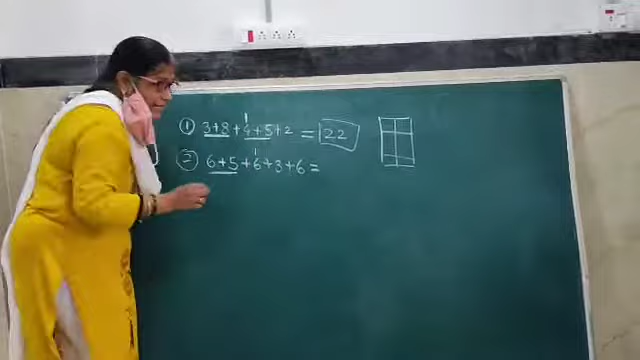 ① 3+8+4+5+2 = 22
② 6+5+6+3+6=